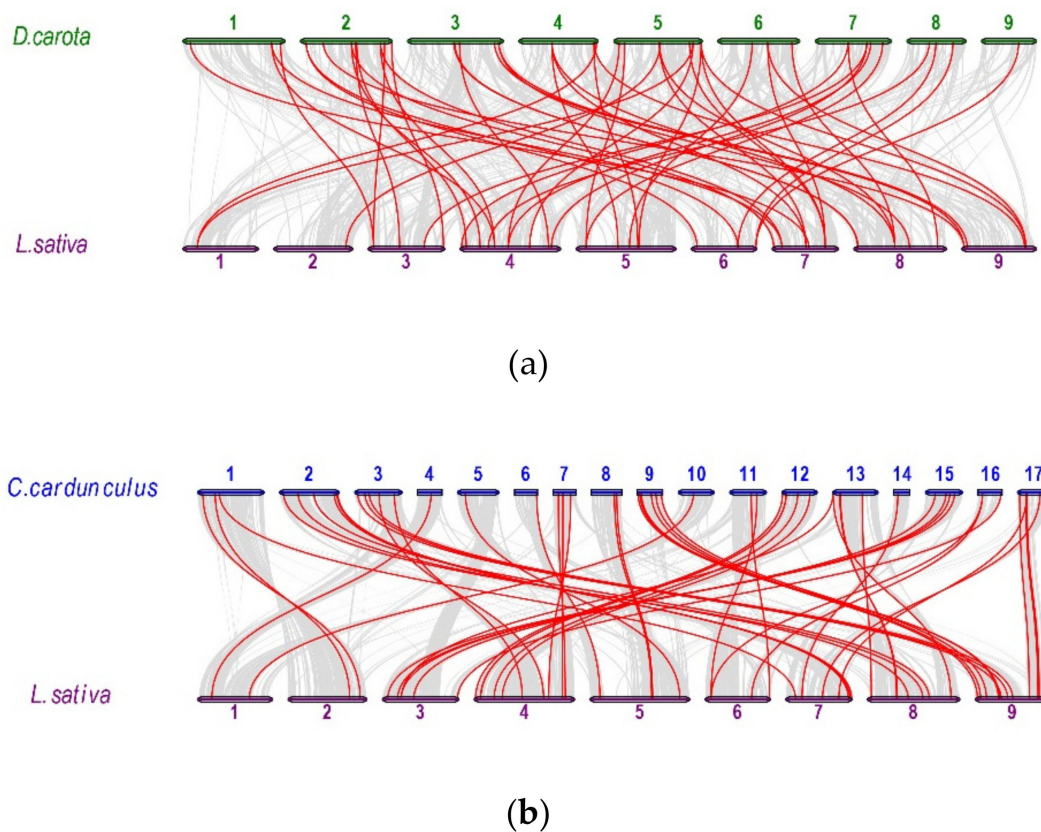 1 2 3 4 5 6 7 8 9
D.carota
L.sativa
1 2 3 4 5 6 7 8 9
(a)
1 2 3 4 5 6 7 8 9 10 11 12 13 14 15 16 17
C.cardunculus
L.sativa
1 2 3 4 5 6 7 8 9
(b)